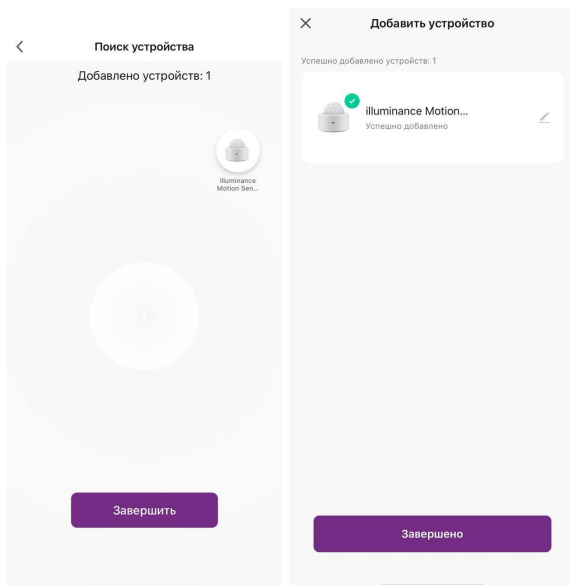 Поиск устройства
Добавлено устройств: 1
illuminance
Motion Sen...
Завершить
Добавить устройство
Успешно добавлено устройств: 1
illuminance Motion...
Успешно добавлено
Завершено